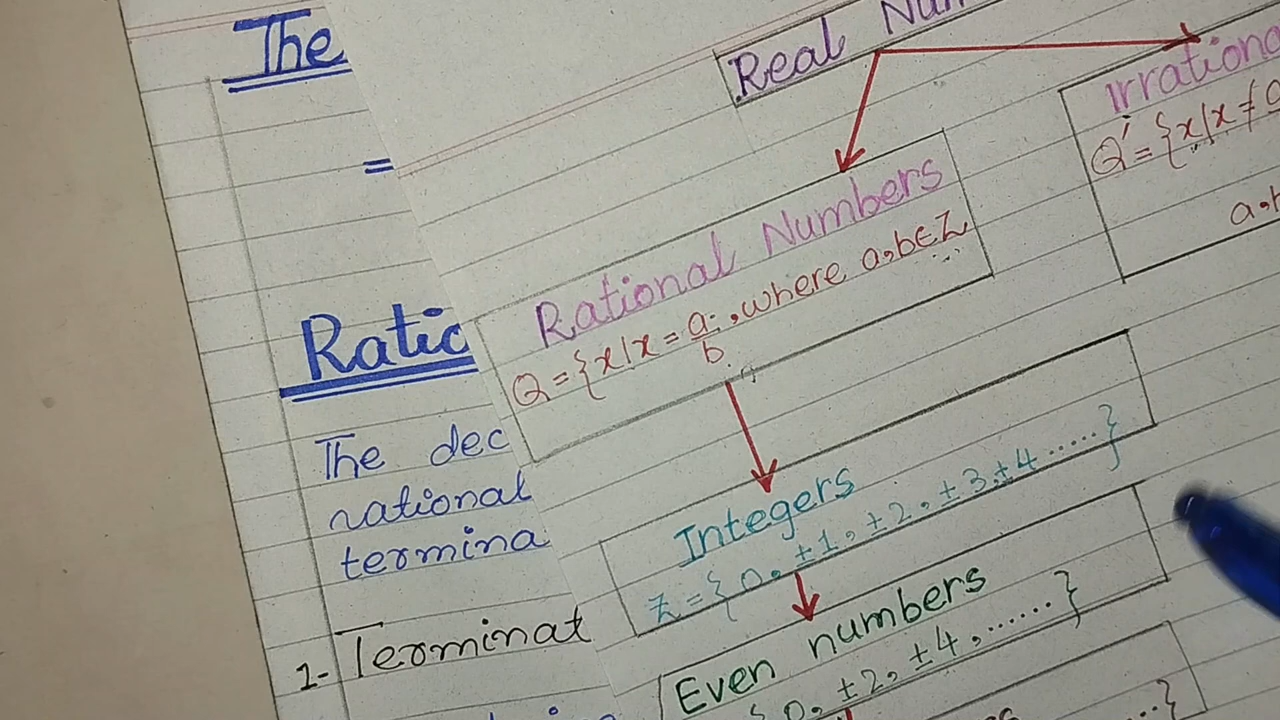 The
=
Ratio
The dec
rational
termina
1- Terminat
Real Num
Rational Numbers
Q = {x|x = a/b, where a,b∈Z
Irrationa
Q' = {x|x ≠ a
a,b
Integers
Z = {0, ±1, ±2, ±3, ±4 .....}
Even numbers
{0, ±2, ±4, ......}
...}